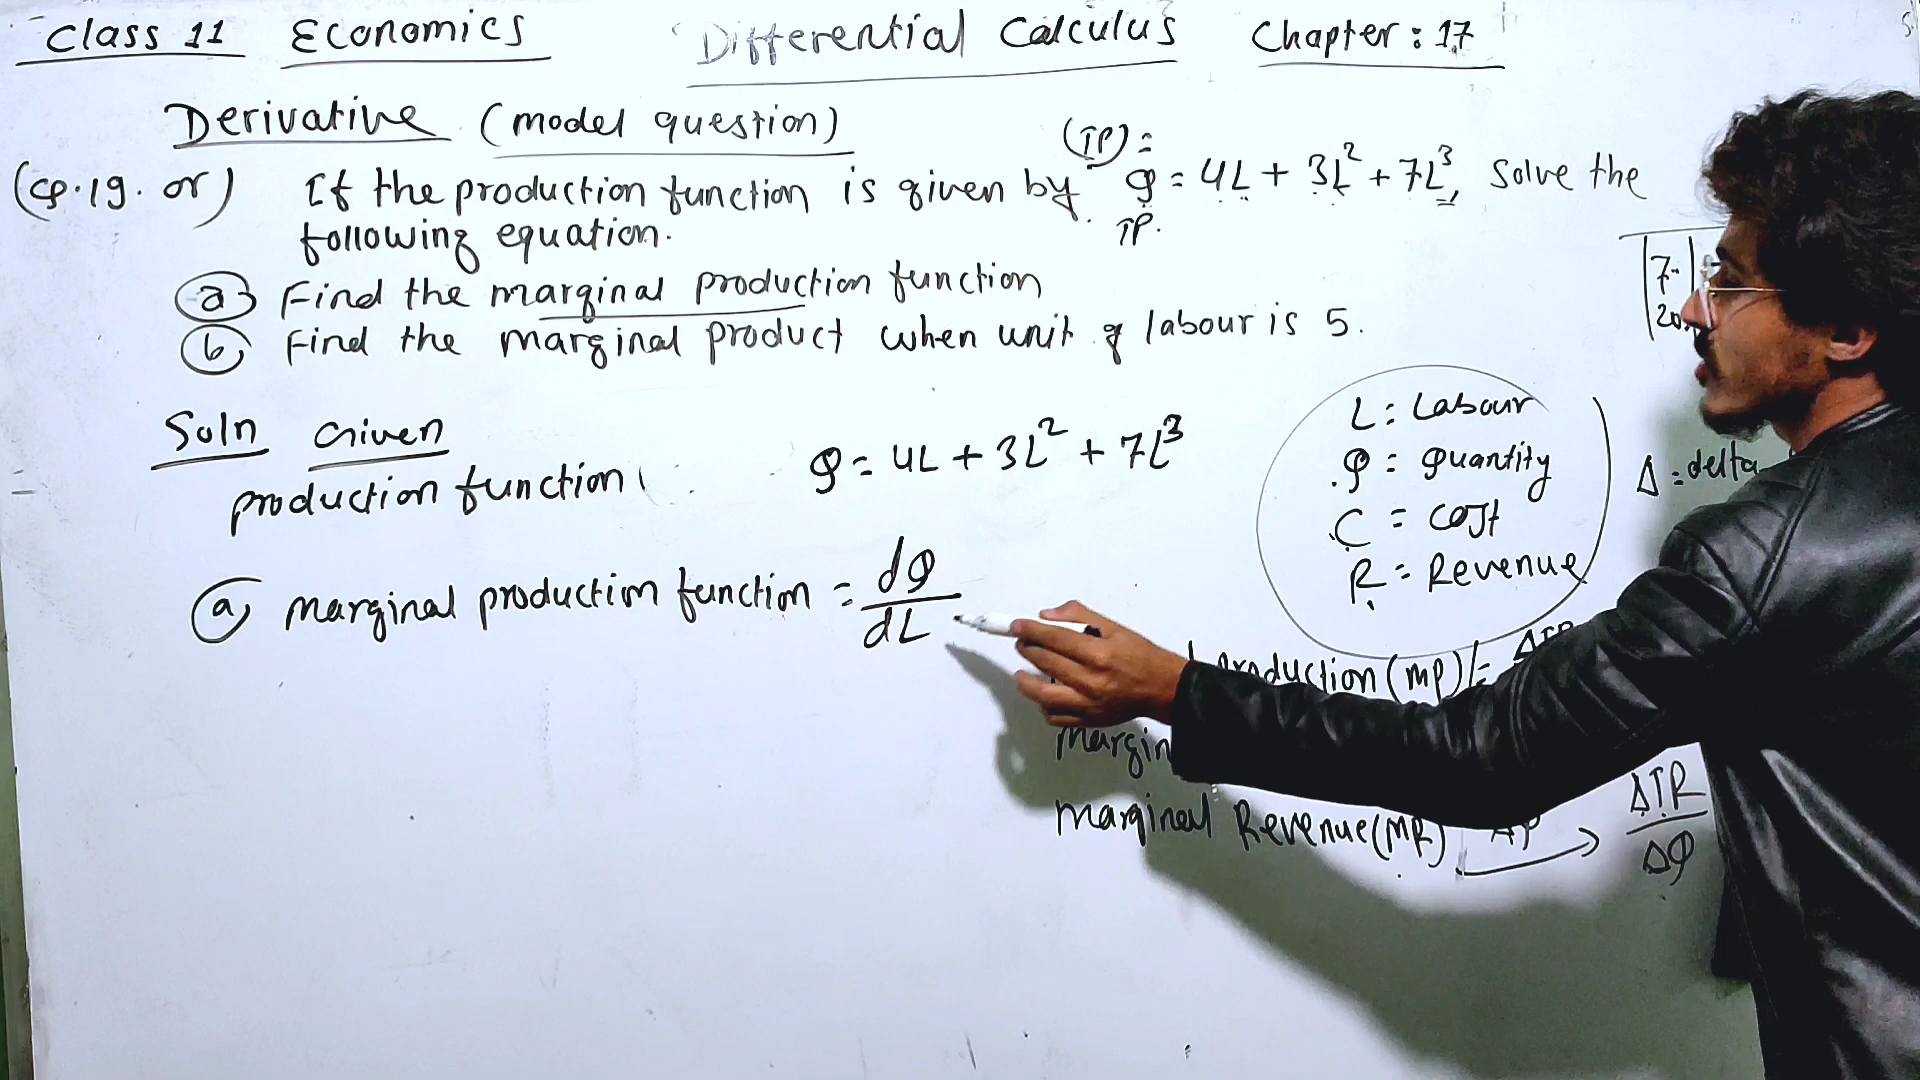 Class 11 Economics Differential Calculus Chapter: 17
Derivative (model question)
(TP) =
(Q.19. or) If the production function is given by Q = 4L + 3L² + 7L³, Solve the
following equation. TP.
a) Find the marginal production function
b) Find the marginal product when unit of labour is 5.
7
20
Soln Given
production function Q = 4L + 3L² + 7L³
L: Labour
Q: Quantity
C = Cost
R = Revenue
Δ: delta
a) marginal production function = dQ/dL
production (MP) =
Marginal Revenue (MR)
ΔTR/ΔQ